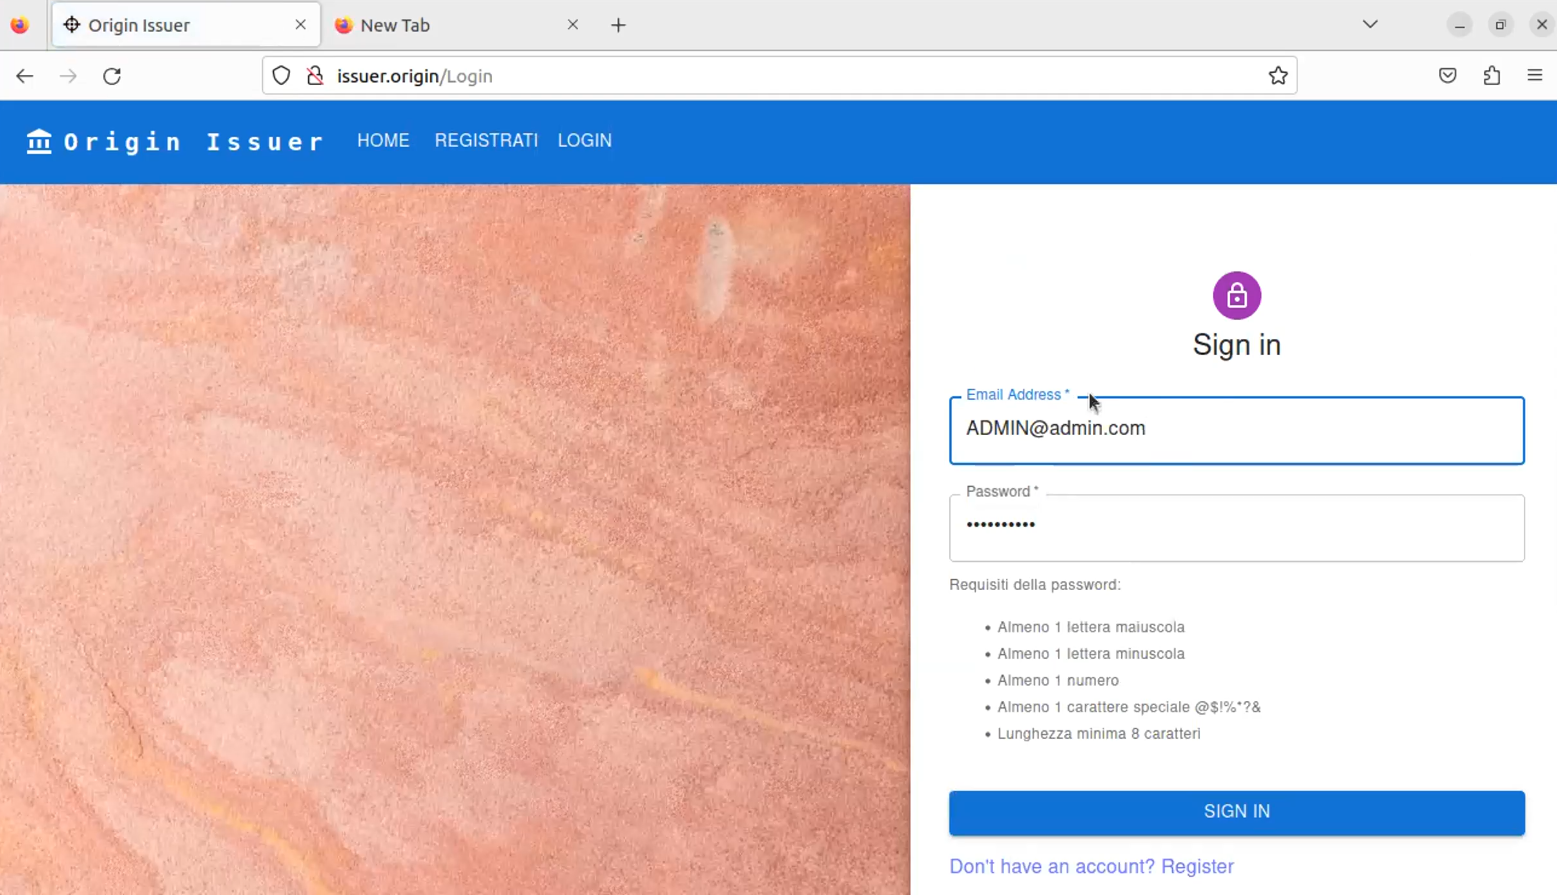 Origin Issuer
New Tab
issuer.origin/Login
Origin Issuer
HOME
REGISTRATI
LOGIN
Sign in
Email Address *
ADMIN@admin.com
Password *
••••••••••
Requisiti della password:
• Almeno 1 lettera maiuscola
• Almeno 1 lettera minuscola
• Almeno 1 numero
• Almeno 1 carattere speciale @$!%*?&
• Lunghezza minima 8 caratteri
SIGN IN
Don't have an account? Register